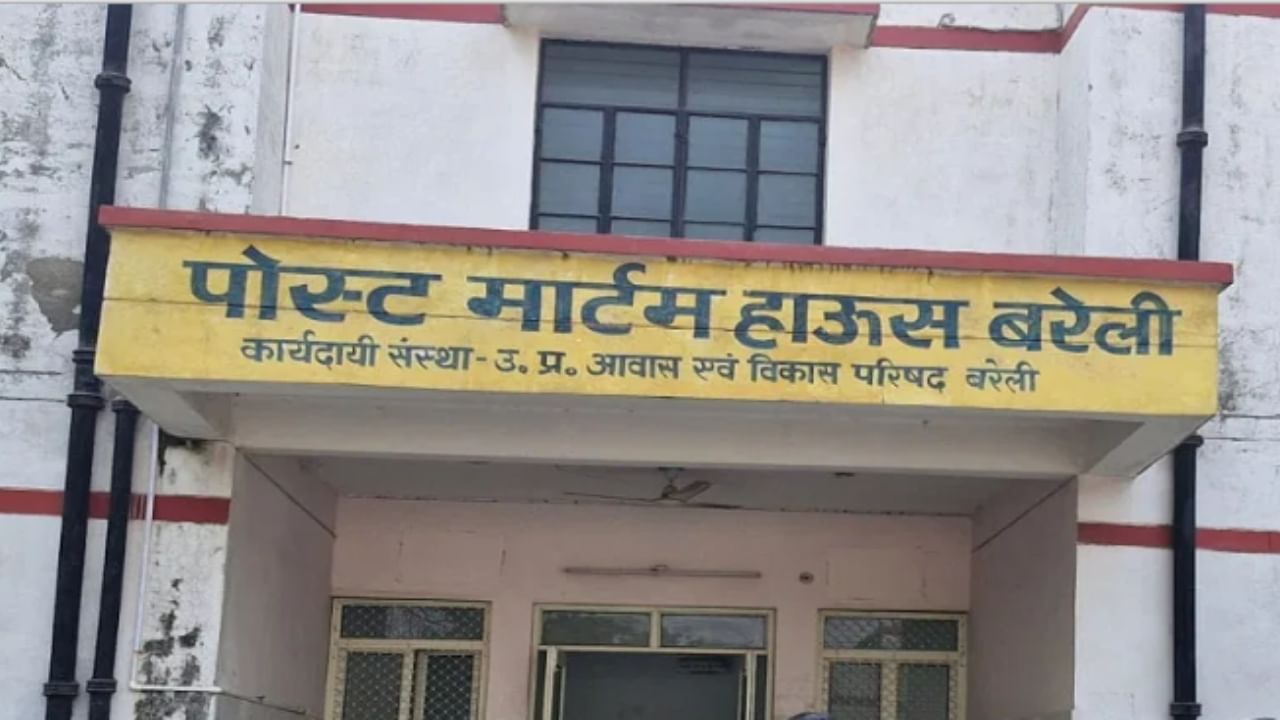 पोस्ट मार्टम हाऊस बरेली
कार्यदायी संस्था- उ॰ प्र॰ आवास एवं विकास परिषद बरेली